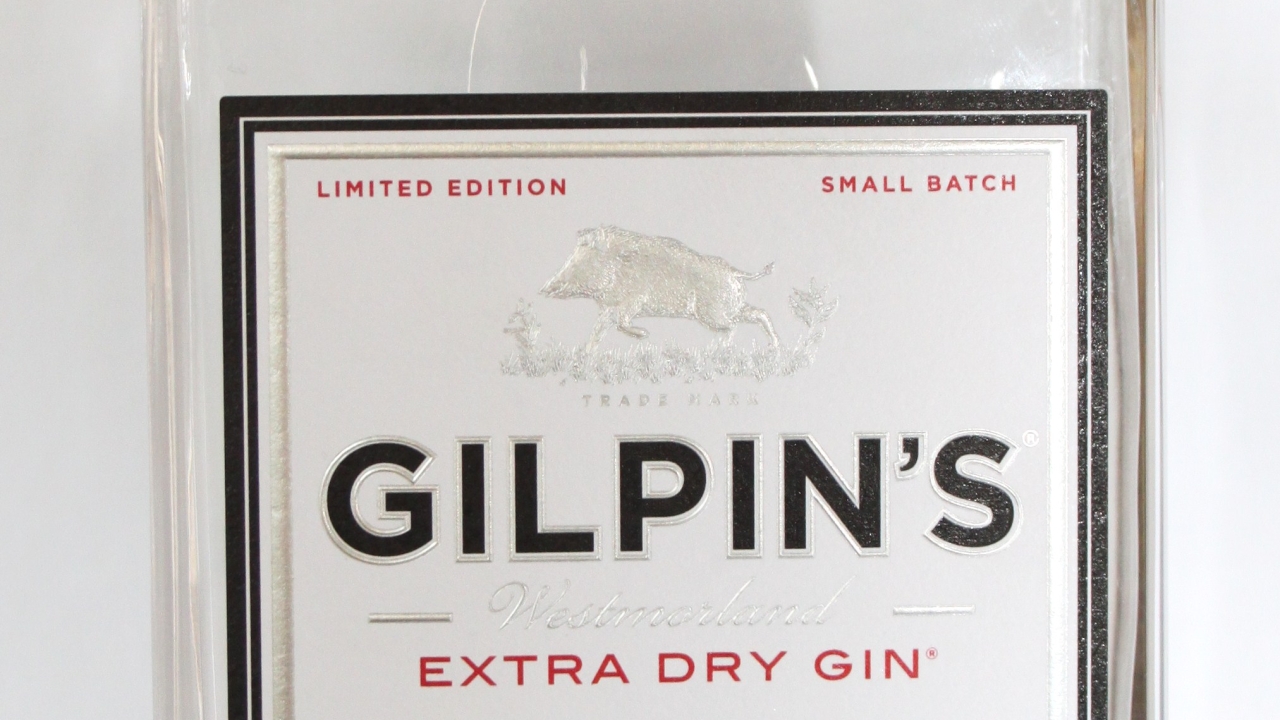 LIMITED EDITION
SMALL BATCH
TRADE MARK
GILPIN'S®
Westmorland
EXTRA DRY GIN®